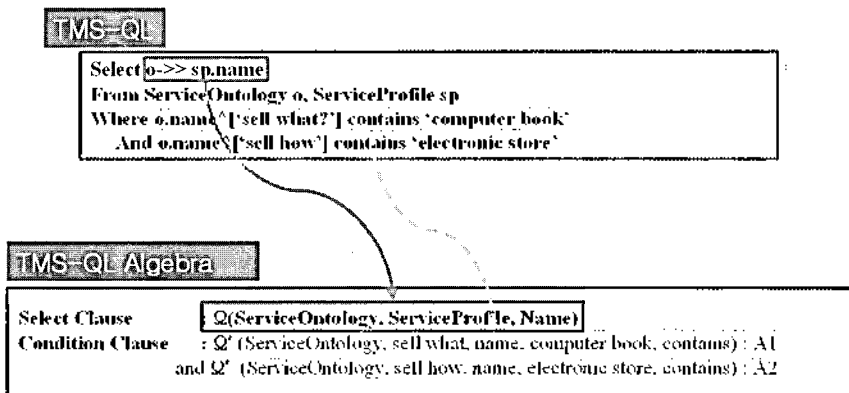 TMS-QL
Select o->> sp.name
From ServiceOntology o, ServiceProfile sp
Where o.name^['sell what?'] contains 'computer book'
And o.name^['sell how'] contains 'electronic store'
TMS-QL Algebra
Select Clause : Ω(ServiceOntology, ServiceProfile, Name)
Condition Clause : Ω' (ServiceOntology, sell what, name, computer book, contains) : A1
and Ω' (ServiceOntology, sell how, name, electronic store, contains) : A2